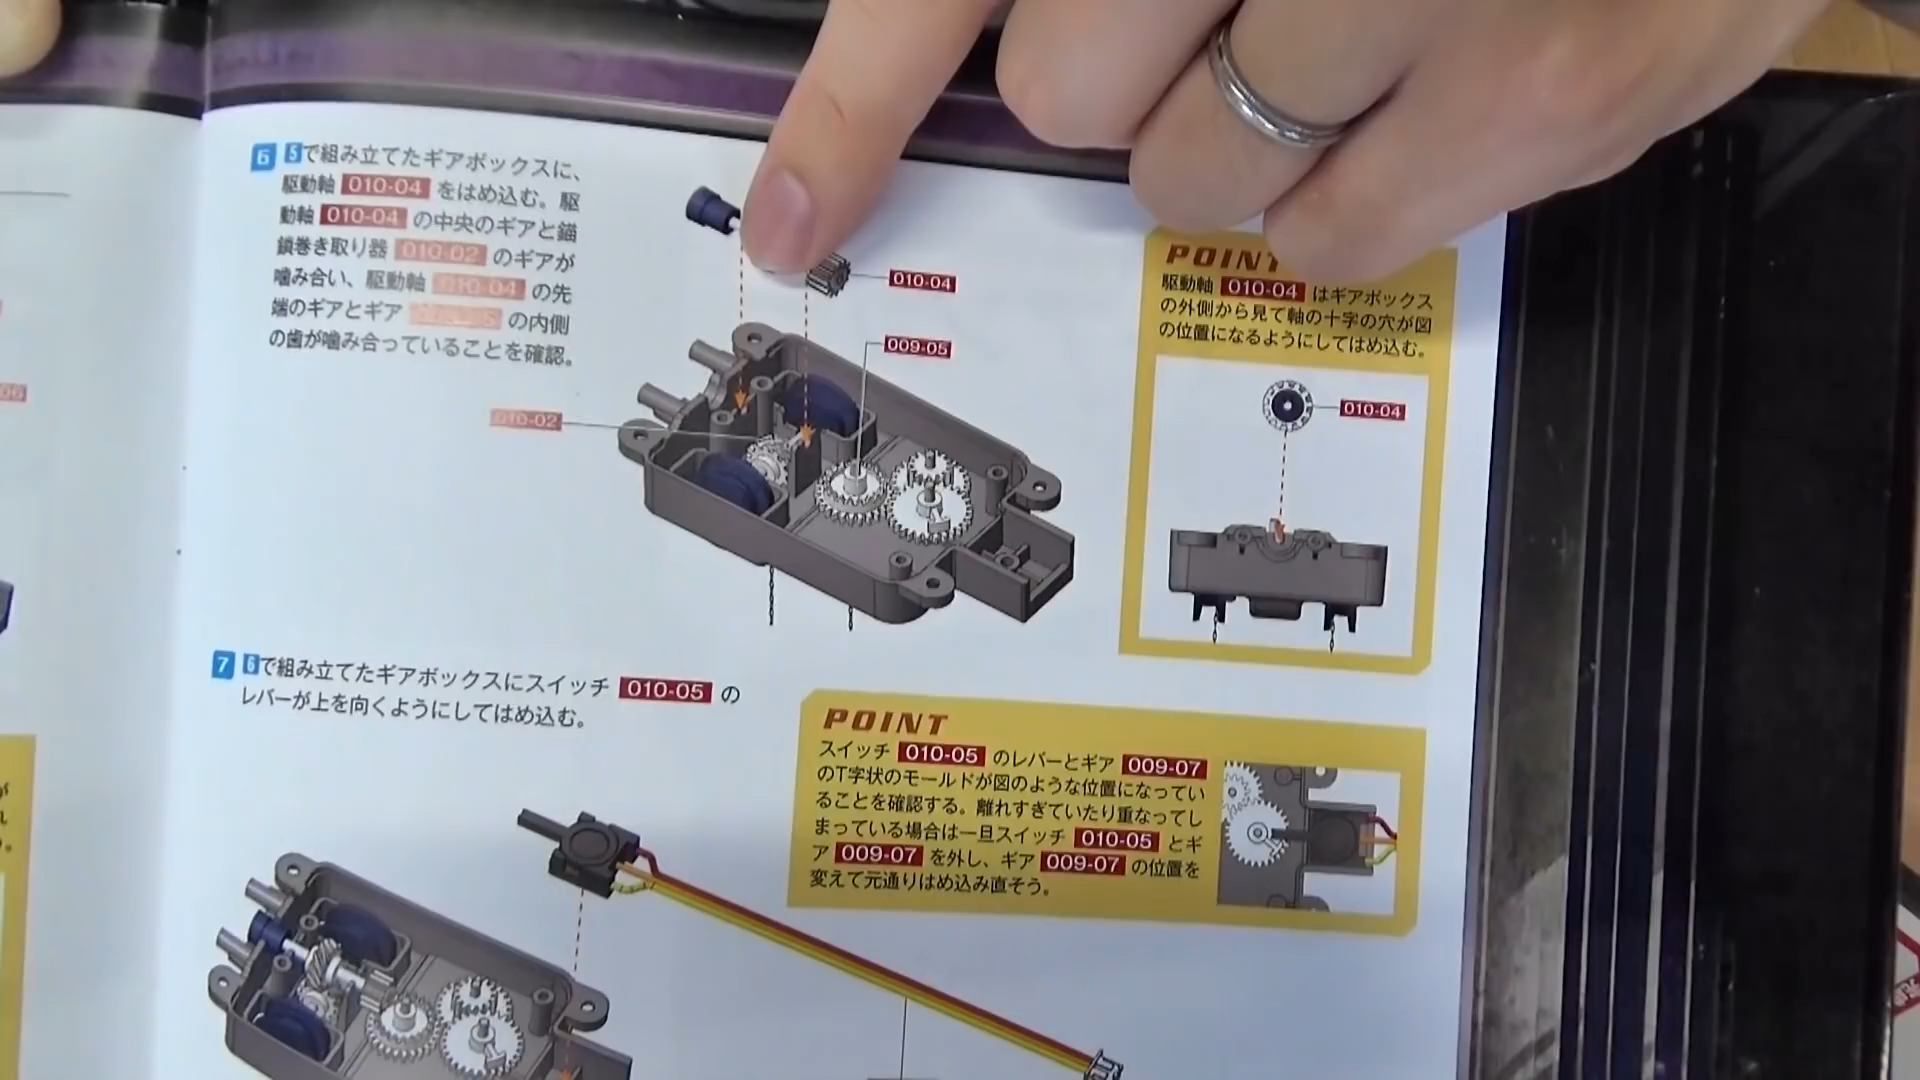 6 5で組み立てたギアボックスに、
駆動軸 010-04 をはめ込む。駆
動軸 010-04 の中央のギアと錨
鎖巻き取り器 010-02 のギアが
噛み合い、駆動軸 010-04 の先
端のギアとギア の内側
の歯が噛み合っていることを確認。
010-04
009-05
010-02
POINT
駆動軸 010-04 はギアボックス
の外側から見て軸の十字の穴が図
の位置になるようにしてはめ込む。
010-04
7 6で組み立てたギアボックスにスイッチ 010-05 の
レバーが上を向くようにしてはめ込む。
POINT
スイッチ 010-05 のレバーとギア 009-07
のT字状のモールドが図のような位置になってい
ることを確認する。離れすぎていたり重なってし
まっている場合は一旦スイッチ 010-05 とギ
ア 009-07 を外し、ギア 009-07 の位置を
変えて元通りはめ込み直そう。